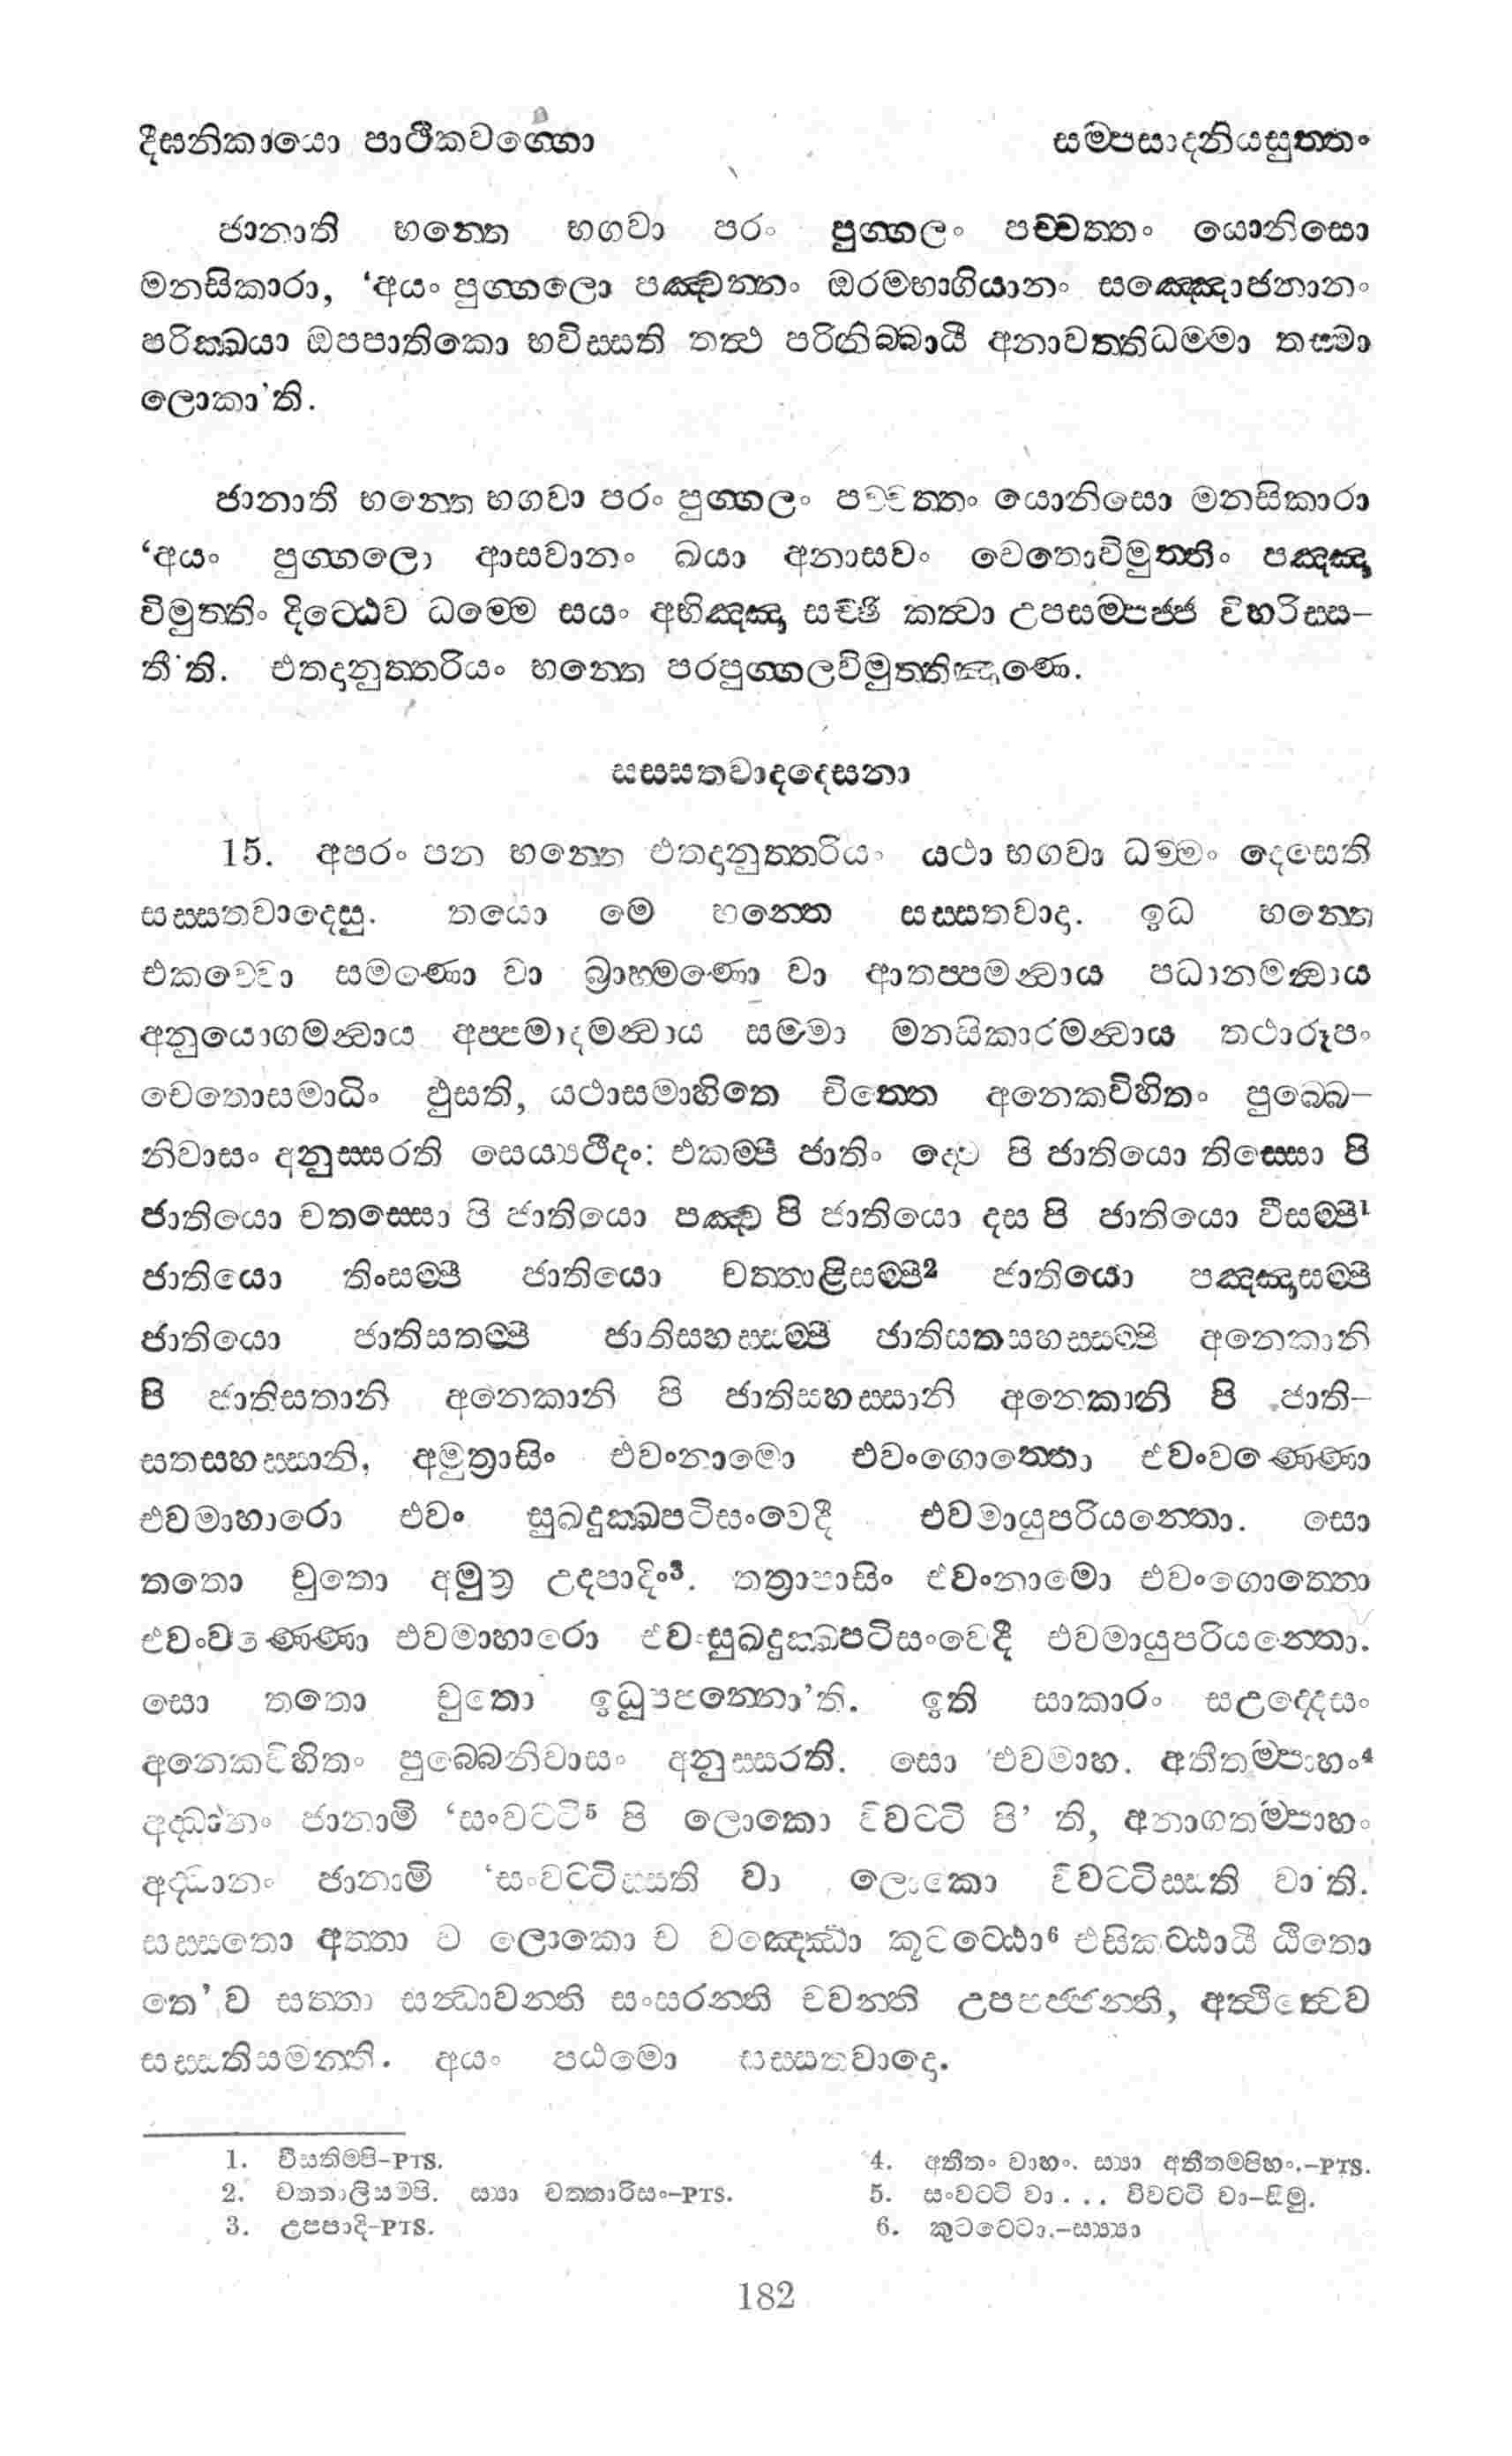 දීඝනිකායො පාථිකවග්ගො සම්පසාදනියසුත්තං
ජානාති භන්තෙ භගවා පරං පුග්ගලං පච්චත්තං යොනිසො
මනසිකාරා, ‘අයං පුග්ගලො පඤ්චන්නං ඔරම්භාගියානං සඤ්ඤොජනානං
පරික්ඛයා ඔපපාතිකො භවිස්සති තත්ථ පරිනිබ්බායී අනාවත්තිධම්මො තස්මා
ලොකා’ති.
ජානාති භන්තෙ භගවා පරං පුග්ගලං පච්චත්තං යොනිසො මනසිකාරා
‘අයං පුග්ගලො ආසවානං ඛයා අනාසවං චෙතොවිමුත්තිං පඤ්ඤා
විමුත්තිං දිට්ඨෙව ධම්මෙ සයං අභිඤ්ඤා සච්ඡි කත්වා උපසම්පජ්ජ විහරිස්ස–
තී’ති. එතදානුත්තරියං භන්තෙ පරපුග්ගලවිමුත්තිඤාණෙ.
සස්සතවාදදෙසනා
15. අපරං පන භන්තෙ එතදානුත්තරියං යථා භගවා ධම්මං දෙසෙති
සස්සතවාදෙසු. තයො මෙ භන්තෙ සස්සතවාදා. ඉධ භන්තෙ
එකච්චො සමණො වා බ්‍රාහ්මණො වා ආතප්පමන්වාය පධානමන්වාය
අනුයොගමන්වාය අප්පමාදමන්වාය සම්මා මනසිකාරමන්වාය තථාරූපං
චෙතොසමාධිං ඵුසති, යථාසමාහිතෙ චිත්තෙ අනෙකවිහිතං පුබ්බෙ–
නිවාසං අනුස්සරති සෙය්‍යථීදං: එකම්පි ජාතිං ද්වෙ පි ජාතියො තිස්සො පි
ජාතියො චතස්සො පි ජාතියො පඤ්ච පි ජාතියො දස පි ජාතියො වීසම්පි¹
ජාතියො තිංසම්පි ජාතියො චත්තාළිසම්පි² ජාතියො පඤ්ඤාසම්පි
ජාතියො ජාතිසතම්පි ජාතිසහස්සම්පි ජාතිසතසහස්සම්පි අනෙකානි
පි ජාතිසතානි අනෙකානි පි ජාතිසහස්සානි අනෙකානි පි ජාති–
සතසහස්සානි, අමුත්‍රාසිං එවංනාමො එවංගොත්තො එවංවණ්ණො
එවමාහාරො එවං සුඛදුක්ඛපටිසංවෙදී එවමායුපරියන්තො. සො
තතො චුතො අමුත්‍ර උදපාදිං³. තත්‍රාපාසිං එවංනාමො එවංගොත්තො
එවංවණ්ණො එවමාහාරො එවංසුඛදුක්ඛපටිසංවෙදී එවමායුපරියන්තො.
සො තතො චුතො ඉධූපපන්නො’ති. ඉති සාකාරං සඋද්දෙසං
අනෙකවිහිතං පුබ්බෙනිවාසං අනුස්සරති. සො එවමාහ. අතීතම්පාහං⁴
අද්ධානං ජානාමි ‘සංවට්ටි⁵ පි ලොකො විවට්ටි පි’ ති, අනාගතම්පාහං
අද්ධානං ජානාමි ‘සංවට්ටිස්සති වා ලොකො විවට්ටිස්සති වා’ති.
සස්සතො අත්තා ච ලොකො ච වඤ්ඣො කූටට්ඨො⁶ එසිකට්ඨායී ඨිතො
තෙ’ව සත්තා සන්ධාවන්ති සංසරන්ති චවන්ති උපපජ්ජන්ති, අත්ථිත්වෙව
සස්සතිසමන්ති. අයං පඨමො සස්සතවාදො.
1. වීසතිම්පි–PTS.
2. චත්තාලිසම්පි. ස්‍යා චත්තාරීසං–PTS.
3. උපපාදි–PTS.
4. අතීතං වාහං. ස්‍යා අතීතම්පිහං.–PTS.
5. සංවට්ටි වා . . . විවට්ටි වා–සීමු.
6. කුටට්ටො.–ස්‍යා
182